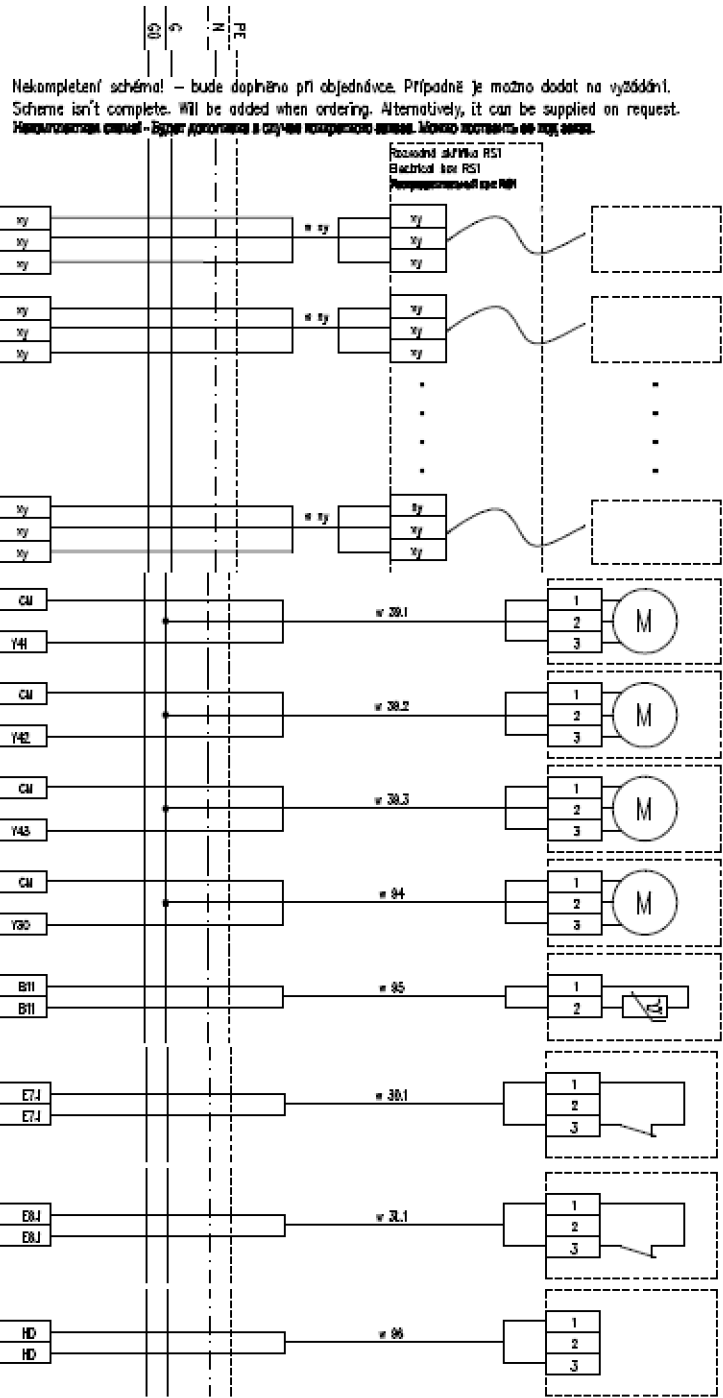 G0 G N PE
Nekompletení schéma! – bude doplněno při objednávce. Případně je možno dodat na vyžádání.
Scheme isn't complete. Will be added when ordering. Alternatively, it can be supplied on request.
Rozvodná skříňka RS1
Electrical box RS1
xy w xy xy
xy xy
xy xy
xy w xy xy
xy xy
xy xy
xy w xy xy
xy xy
xy xy
CM w 39.1 1
2 M
Y41 3
CM w 39.2 1
2 M
Y42 3
CM w 39.3 1
2 M
Y43 3
CM w 94 1
2 M
Y30 3
B11 w 95 1
B11 2
E7.I w 30.1 1
E7.I 2
3
E8.I w 31.1 1
E8.I 2
3
HD w 96 1
HD 2
3